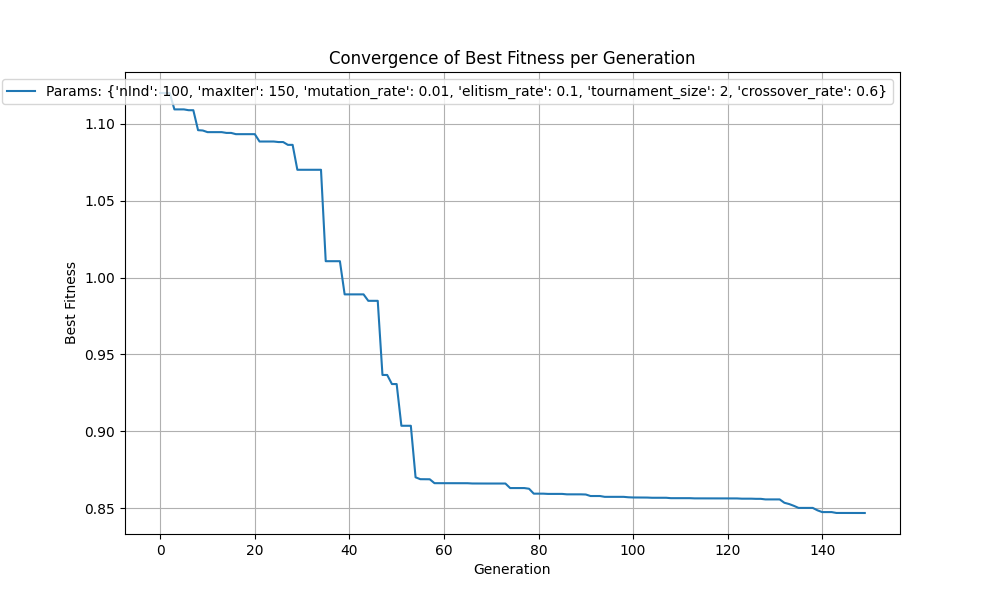 Convergence of Best Fitness per Generation
Params: {'nInd': 100, 'maxIter': 150, 'mutation_rate': 0.01, 'elitism_rate': 0.1, 'tournament_size': 2, 'crossover_rate': 0.6}
Best Fitness
1.10
1.05
1.00
0.95
0.90
0.85
0 20 40 60 80 100 120 140
Generation